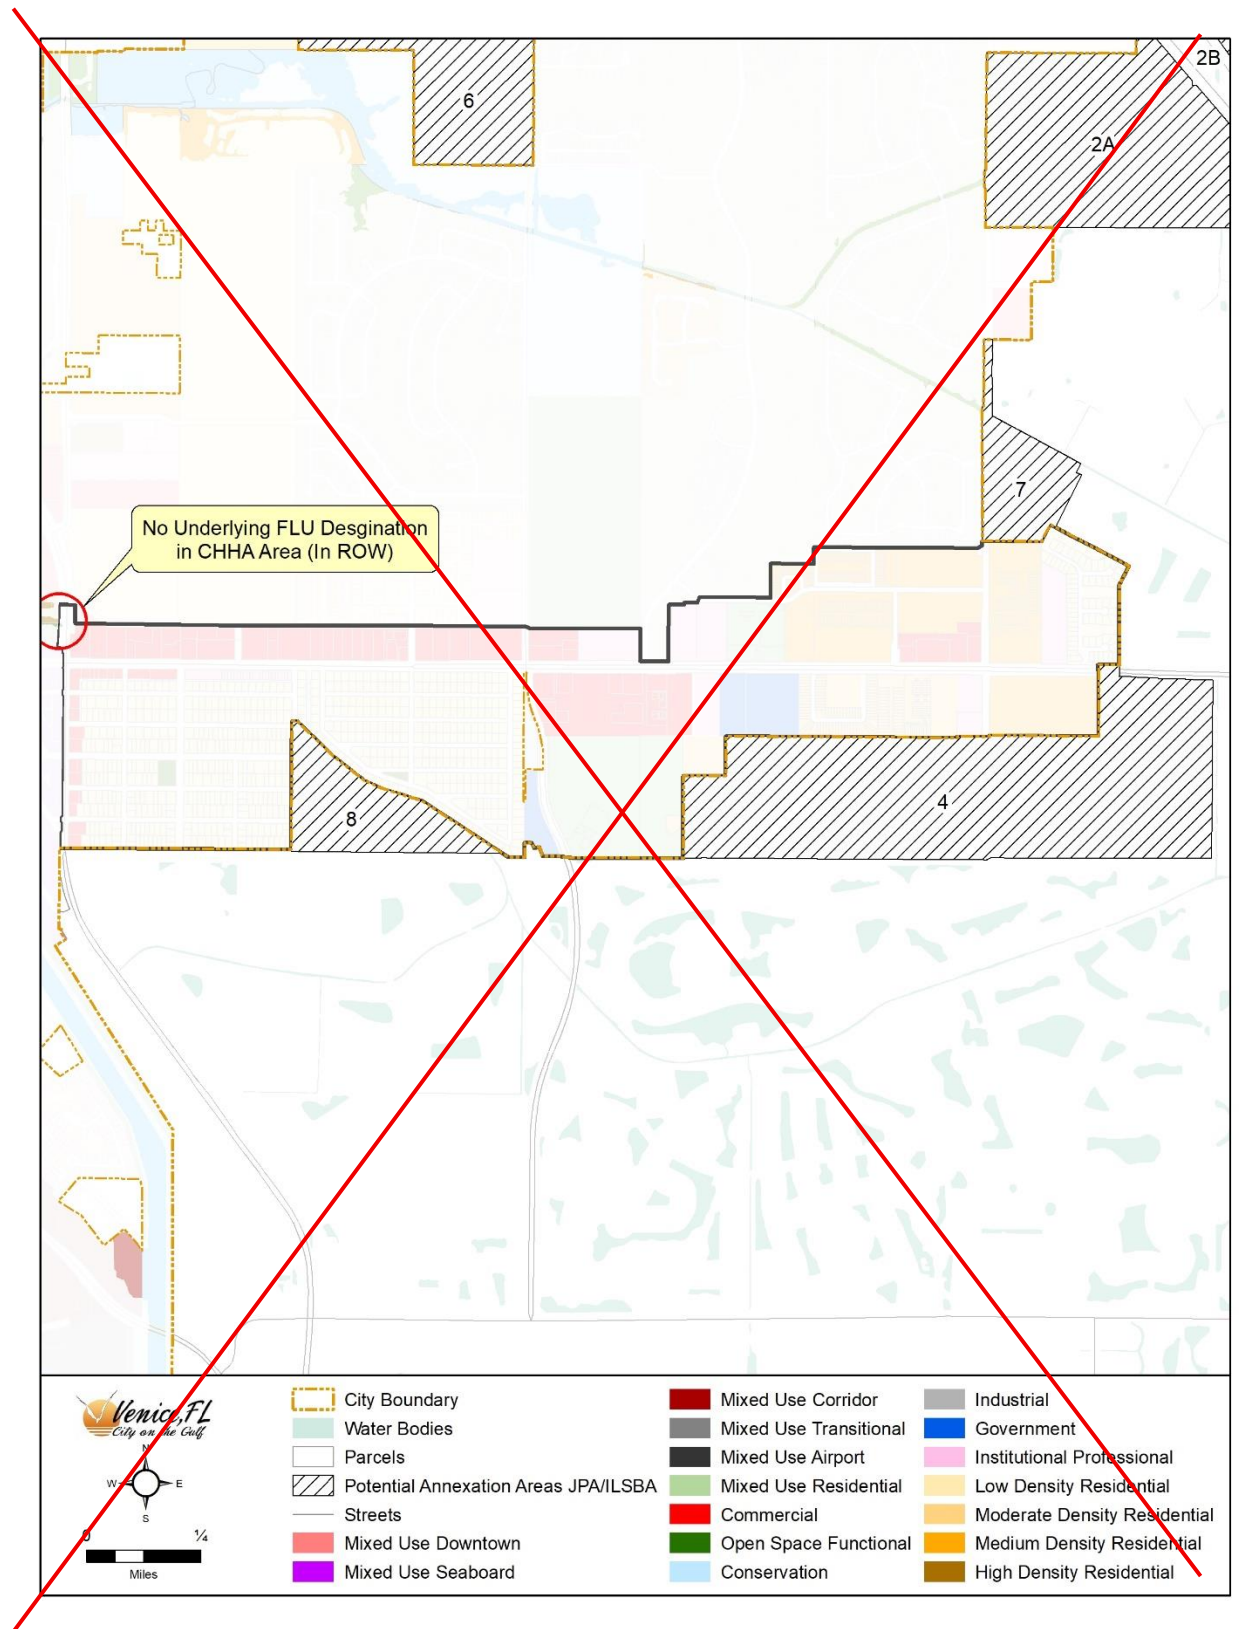 2B
6
2A
7
No Underlying FLU Desgination
in CHHA Area (In ROW)
4
8
Venice, FL
City on the Gulf
N
W E
S
0 ¼
Miles
City Boundary
Water Bodies
Parcels
Potential Annexation Areas JPA/ILSBA
Streets
Mixed Use Downtown
Mixed Use Seaboard
Mixed Use Corridor
Mixed Use Transitional
Mixed Use Airport
Mixed Use Residential
Commercial
Open Space Functional
Conservation
Industrial
Government
Institutional Professional
Low Density Residential
Moderate Density Residential
Medium Density Residential
High Density Residential